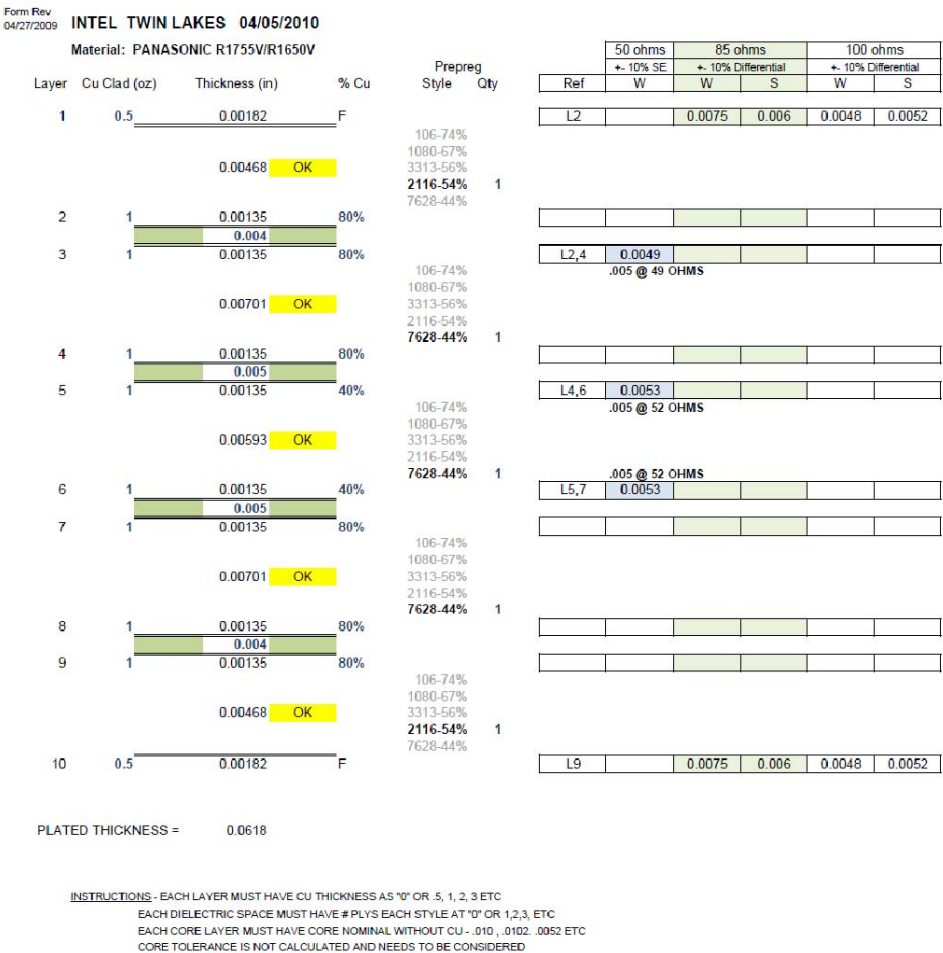 Form Rev
04/27/2009 INTEL TWIN LAKES 04/05/2010
Material: PANASONIC R1755V/R1650V
50 ohms 85 ohms 100 ohms
Prepreg +- 10% SE +- 10% Differential +- 10% Differential
Layer Cu Clad (oz) Thickness (in) % Cu Style Qty Ref W W S W S
1 0.5 0.00182 F L2 0.0075 0.006 0.0048 0.0052
106-74%
1080-67%
0.00468 OK 3313-56%
2116-54% 1
7628-44%
2 1 0.00135 80%
0.004
3 1 0.00135 80% L2,4 0.0049
106-74% .005 @ 49 OHMS
1080-67%
0.00701 OK 3313-56%
2116-54%
7628-44% 1
4 1 0.00135 80%
0.005
5 1 0.00135 40% L4,6 0.0053
106-74% .005 @ 52 OHMS
1080-67%
0.00593 OK 3313-56%
2116-54%
7628-44% 1 .005 @ 52 OHMS
6 1 0.00135 40% L5,7 0.0053
0.005
7 1 0.00135 80%
106-74%
1080-67%
0.00701 OK 3313-56%
2116-54%
7628-44% 1
8 1 0.00135 80%
0.004
9 1 0.00135 80%
106-74%
1080-67%
0.00468 OK 3313-56%
2116-54% 1
7628-44%
10 0.5 0.00182 F L9 0.0075 0.006 0.0048 0.0052
PLATED THICKNESS = 0.0618
INSTRUCTIONS - EACH LAYER MUST HAVE CU THICKNESS AS "0" OR .5, 1, 2, 3 ETC
EACH DIELECTRIC SPACE MUST HAVE # PLYS EACH STYLE AT "0" OR 1,2,3, ETC
EACH CORE LAYER MUST HAVE CORE NOMINAL WITHOUT CU - .010 , .0102. .0052 ETC
CORE TOLERANCE IS NOT CALCULATED AND NEEDS TO BE CONSIDERED